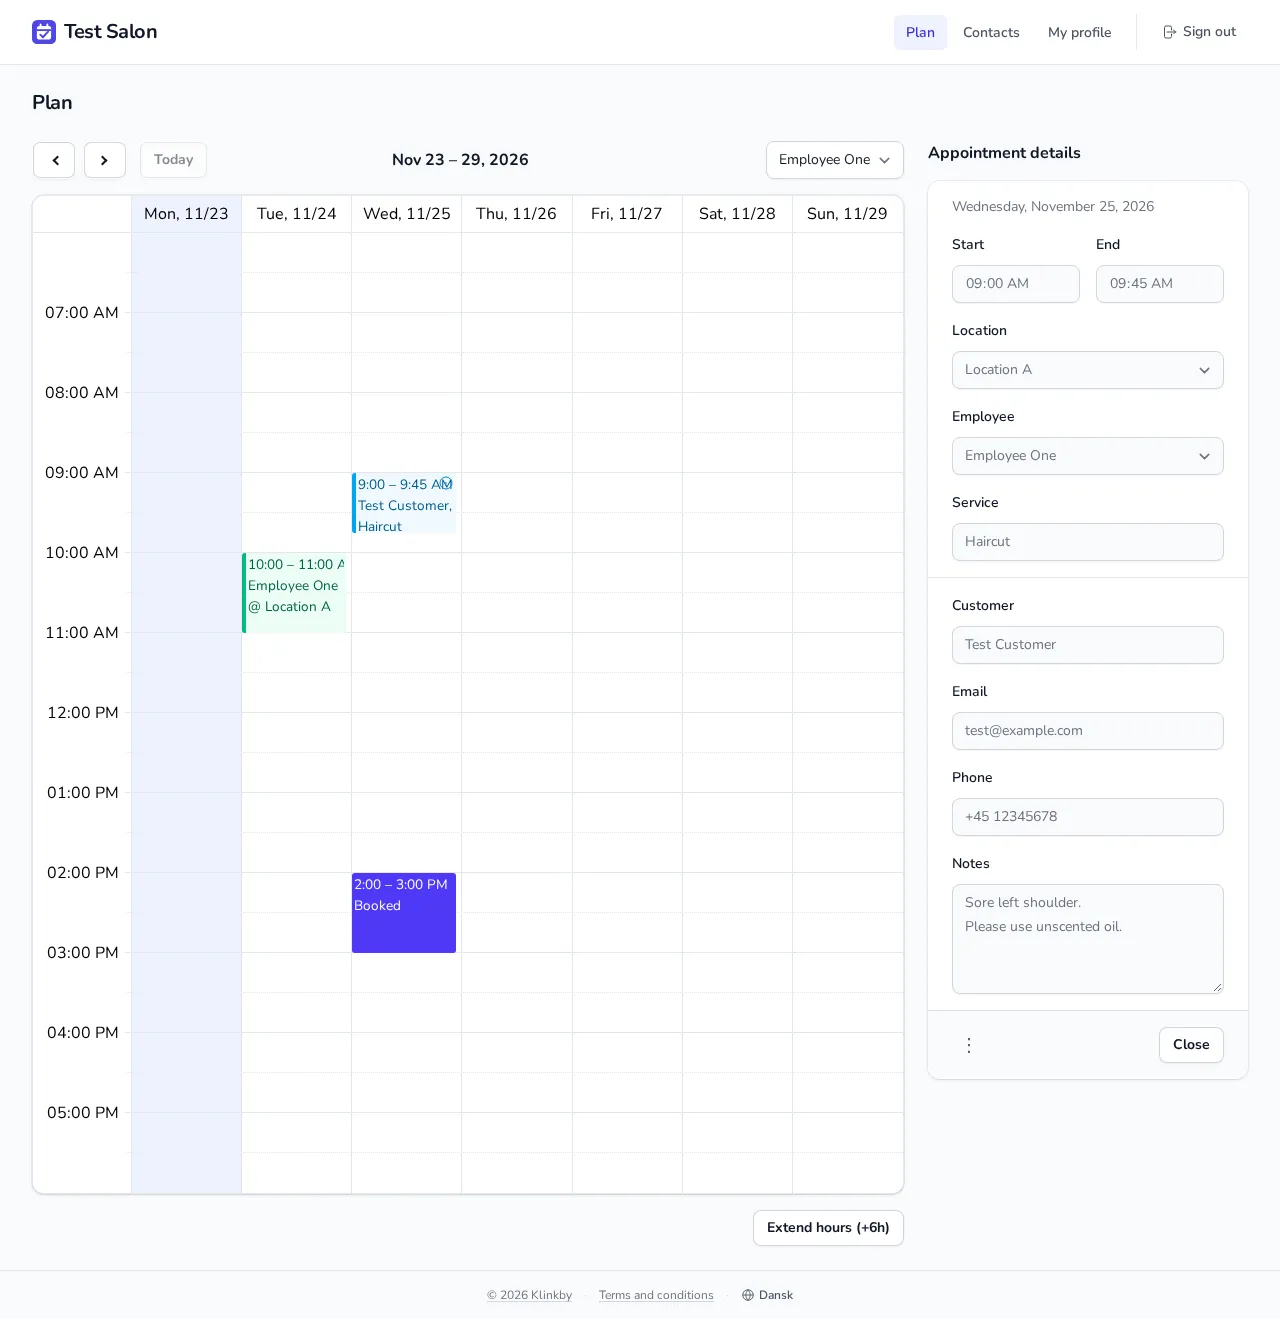 Test Salon
Plan
Contacts
My profile
Sign out
Plan
Today
Nov 23 – 29, 2026
Employee One
Mon, 11/23
Tue, 11/24
Wed, 11/25
Thu, 11/26
Fri, 11/27
Sat, 11/28
Sun, 11/29
07:00 AM
08:00 AM
09:00 AM
10:00 AM
11:00 AM
12:00 PM
01:00 PM
02:00 PM
03:00 PM
04:00 PM
05:00 PM
10:00 – 11:00 A
Employee One
@ Location A
9:00 – 9:45 AM
Test Customer,
Haircut
2:00 – 3:00 PM
Booked
Extend hours (+6h)
Appointment details
Wednesday, November 25, 2026
Start
End
09:00 AM
09:45 AM
Location
Location A
Employee
Employee One
Service
Haircut
Customer
Test Customer
Email
test@example.com
Phone
+45 12345678
Notes
Sore left shoulder.
Please use unscented oil.
Close
© 2026 Klinkby
Terms and conditions
Dansk